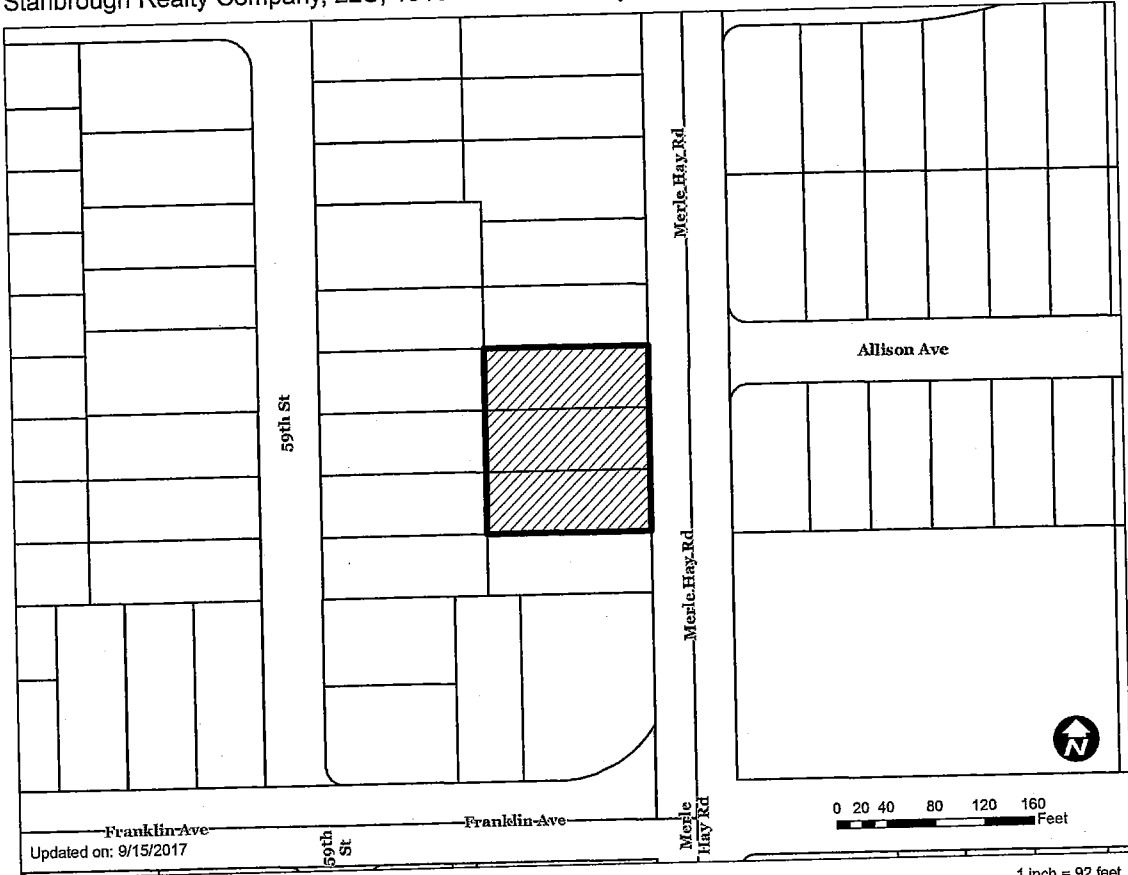 Stanbrough Realty Company, LLC,
Merle Hay Rd
Allison Ave
59th St
Merle Hay Rd
N
0 20 40 80 120 160
Feet
Franklin Ave
Franklin Ave
59th
St
Merle
Hay Rd
Updated on: 9/15/2017
1 inch = 92 feet